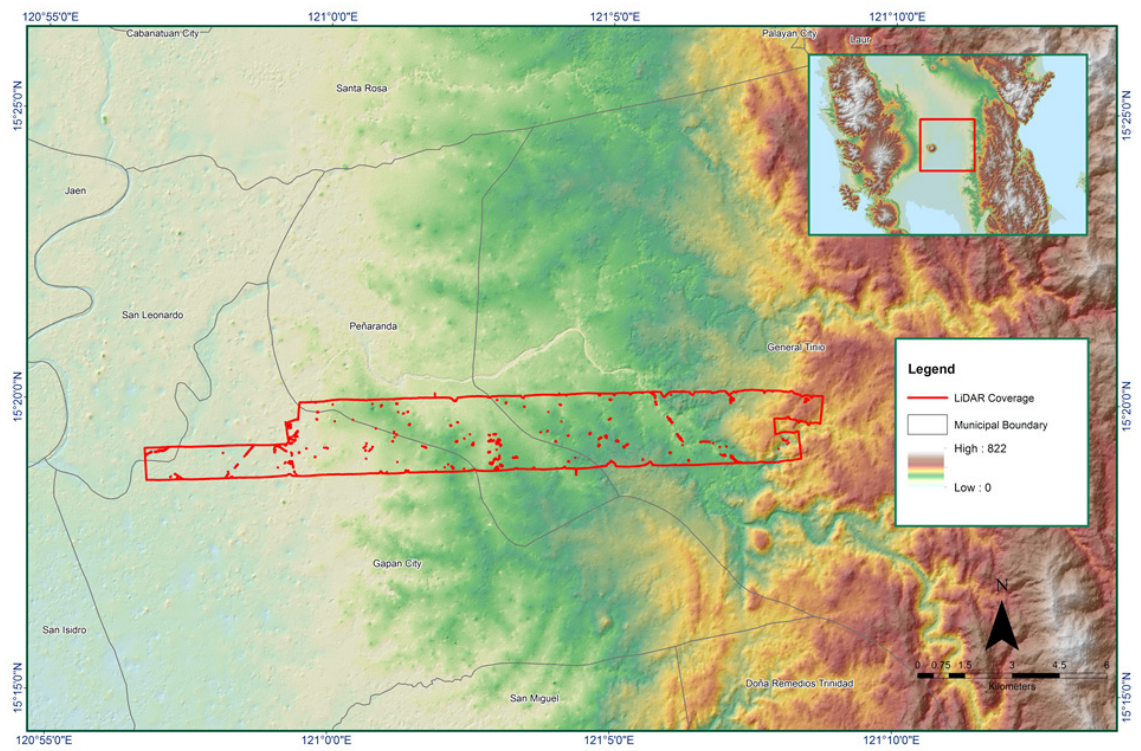 120°55'0"E 121°0'0"E 121°5'0"E 121°10'0"E
Cabanatuan City
Palayan City
Laur
Santa Rosa
15°25'0"N
15°25'0"N
Jaen
San Leonardo
Peñaranda
General Tinio
15°20'0"N
15°20'0"N
Legend
LiDAR Coverage
Municipal Boundary
High : 822
Low : 0
Gapan City
San Isidro
N
0 0.75 1.5 3 4.5 6
Kilometers
San Miguel
Doña Remedios Trinidad
15°15'0"N
15°15'0"N
120°55'0"E 121°0'0"E 121°5'0"E 121°10'0"E